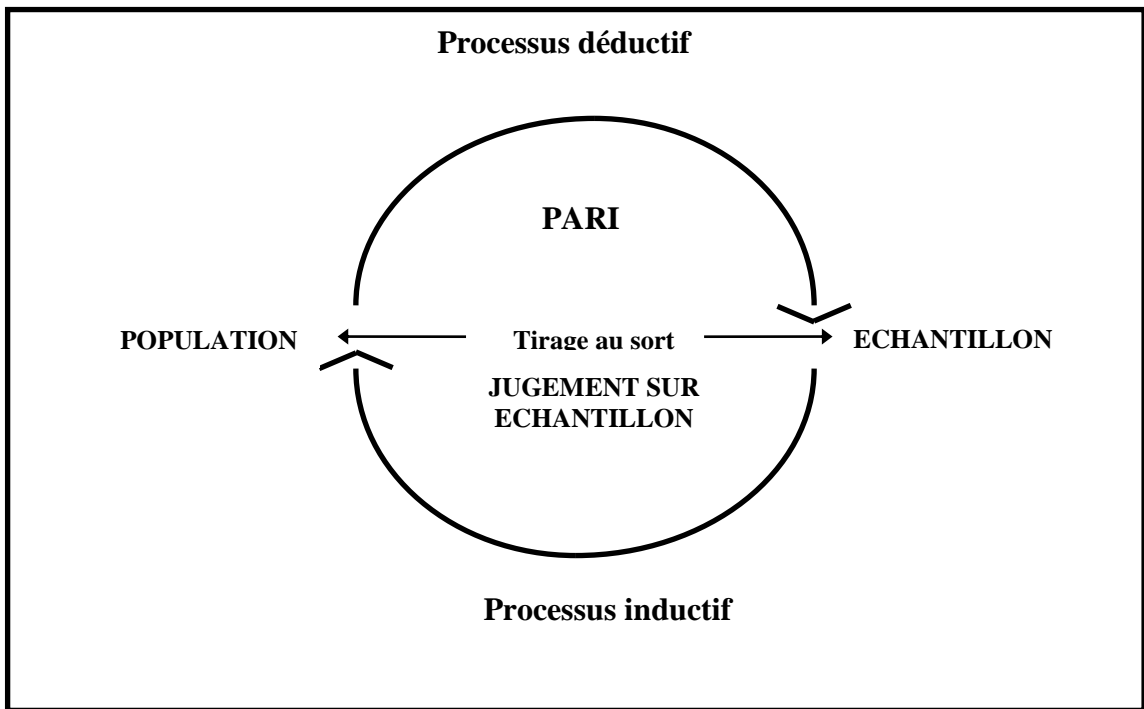 Processus déductif
PARI
POPULATION
Tirage au sort
ECHANTILLON
JUGEMENT SUR
ECHANTILLON
Processus inductif